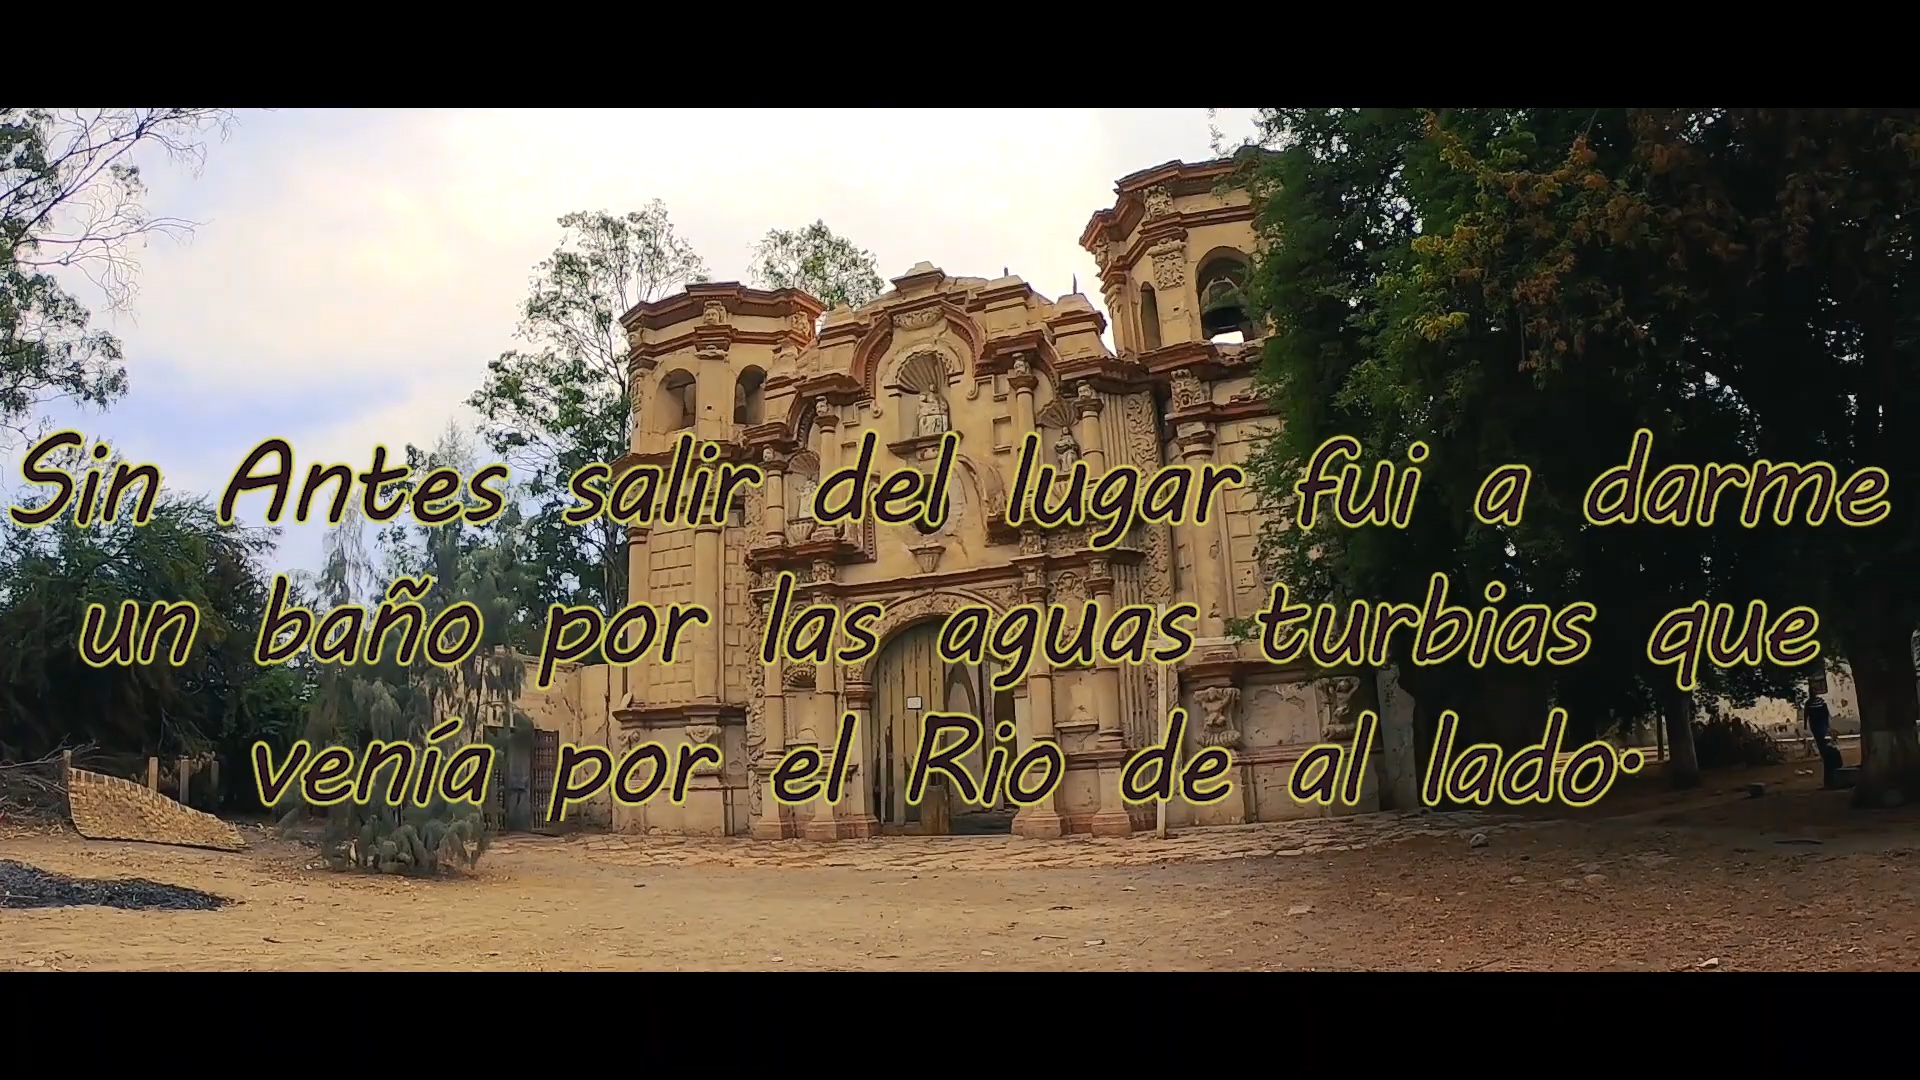 Sin Antes salir del lugar fui a darme
un baño por las aguas turbias que
venía por el Rio de al lado.